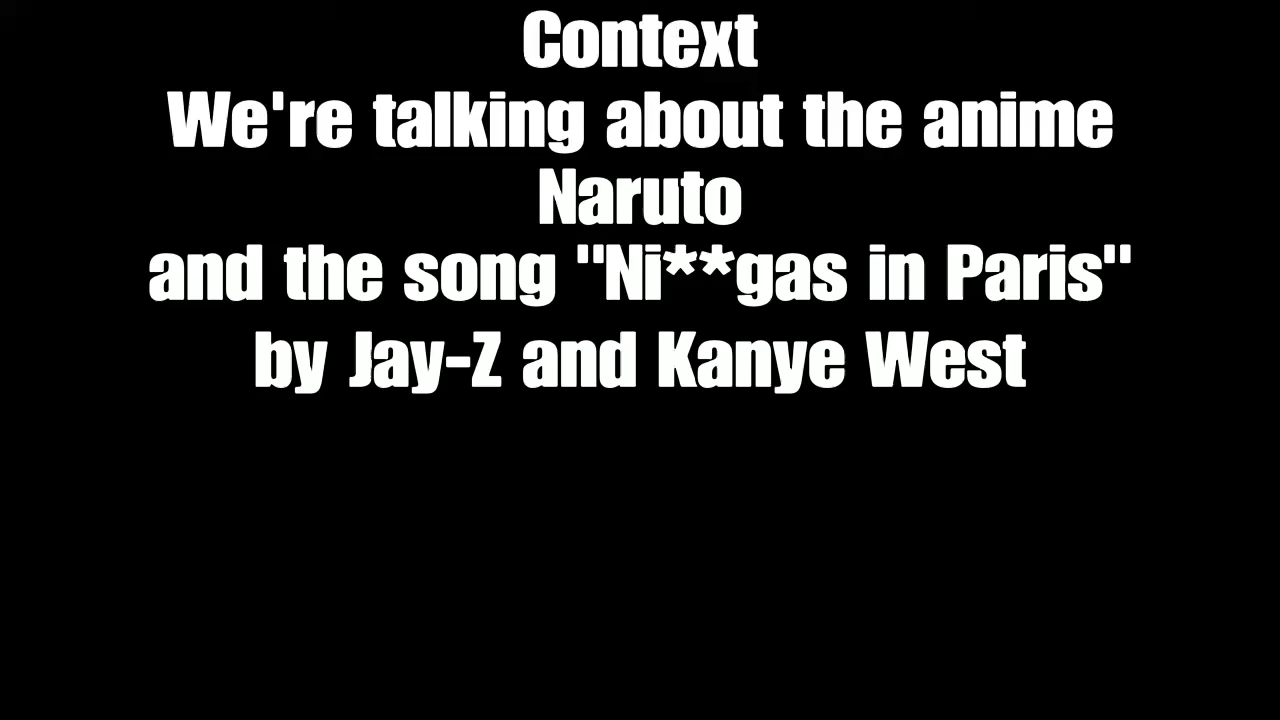 Context
We're talking about the anime
Naruto
and the song "Ni**gas in Paris"
by Jay-Z and Kanye West